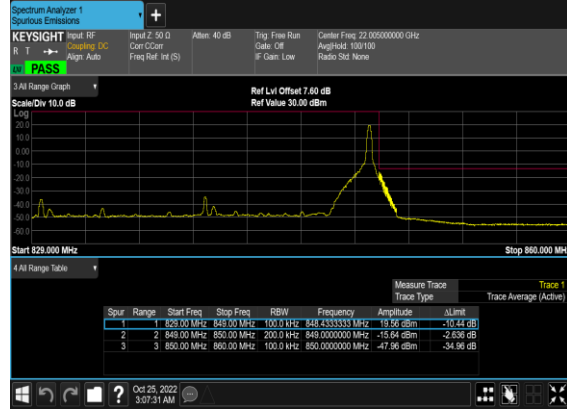 Spectrum Analyzer 1
Spurious Emissions
KEYSIGHT Input: RF Input Z: 50 Ω Atten: 40 dB Trig: Free Run Center Freq: 22.005000000 GHz
R T Coupling: DC Corr CCorr Gate: Off Avg|Hold: 100/100
Align: Auto Freq Ref: Int (S) IF Gain: Low Radio Std: None
PASS
3 All Range Graph
Ref Lvl Offset 7.60 dB
Scale/Div 10.0 dB Ref Value 30.00 dBm
Log
20.0
10.0
0.00
-10.0
-20.0
-30.0
-40.0
-50.0
-60.0
Start 829.000 MHz Stop 860.000 MH
4 All Range Table
Measure Trace Trace 1
Trace Type Trace Average (Active)
Spur Range Start Freq Stop Freq RBW Frequency Amplitude ΔLimit
1 1 829.00 MHz 849.00 MHz 100.0 kHz 848.4333333 MHz 19.56 dBm -10.44 dB
2 2 849.00 MHz 850.00 MHz 200.0 kHz 849.0000000 MHz -15.64 dBm -2.636 dB
3 3 850.00 MHz 860.00 MHz 100.0 kHz 850.0000000 MHz -47.96 dBm -34.96 dB
? Oct 25, 2022
3:07:31 AM